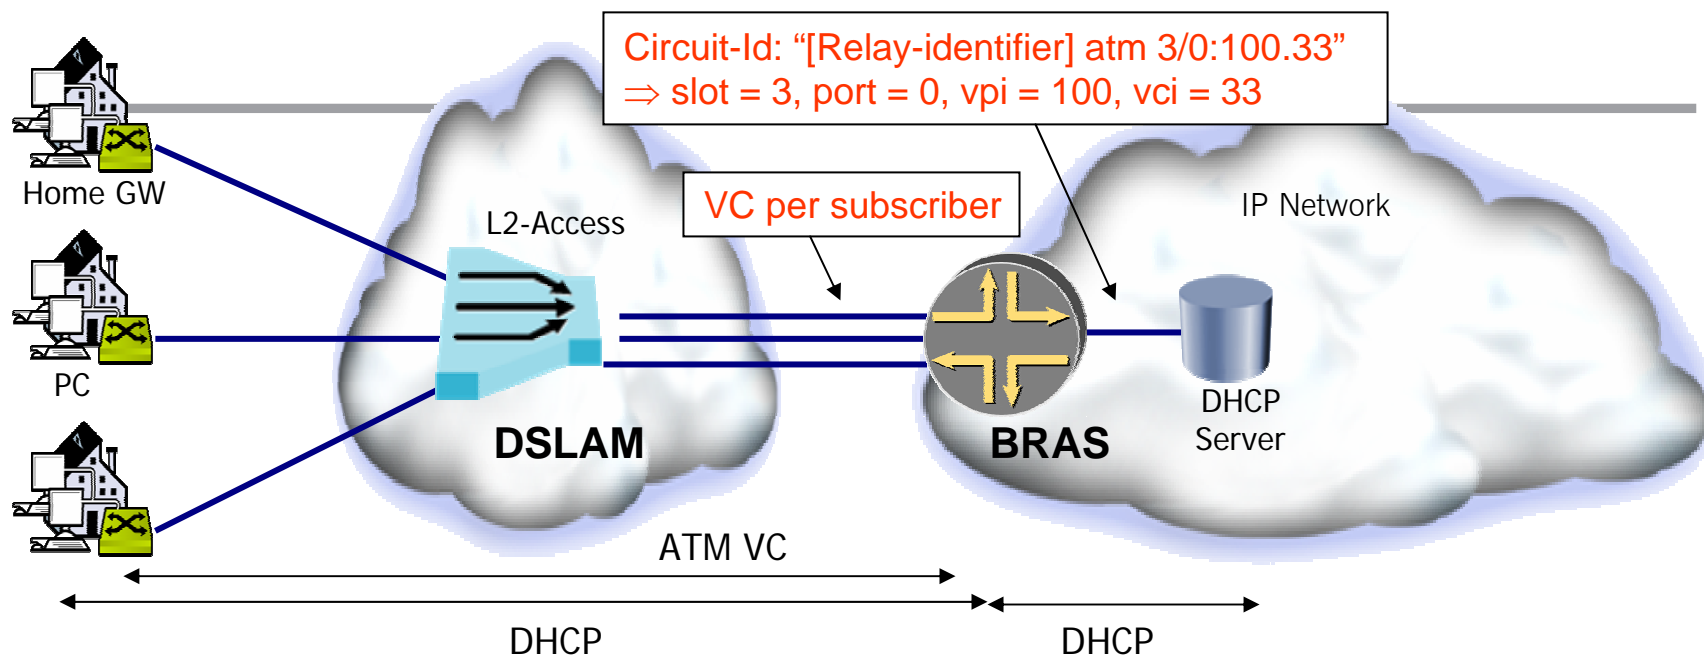 Circuit-Id: “[Relay-identifier] atm 3/0:100.33”
⇒ slot = 3, port = 0, vpi = 100, vci = 33
Home GW
L2-Access
VC per subscriber
IP Network
PC
DHCP
Server
DSLAM
BRAS
ATM VC
DHCP
DHCP